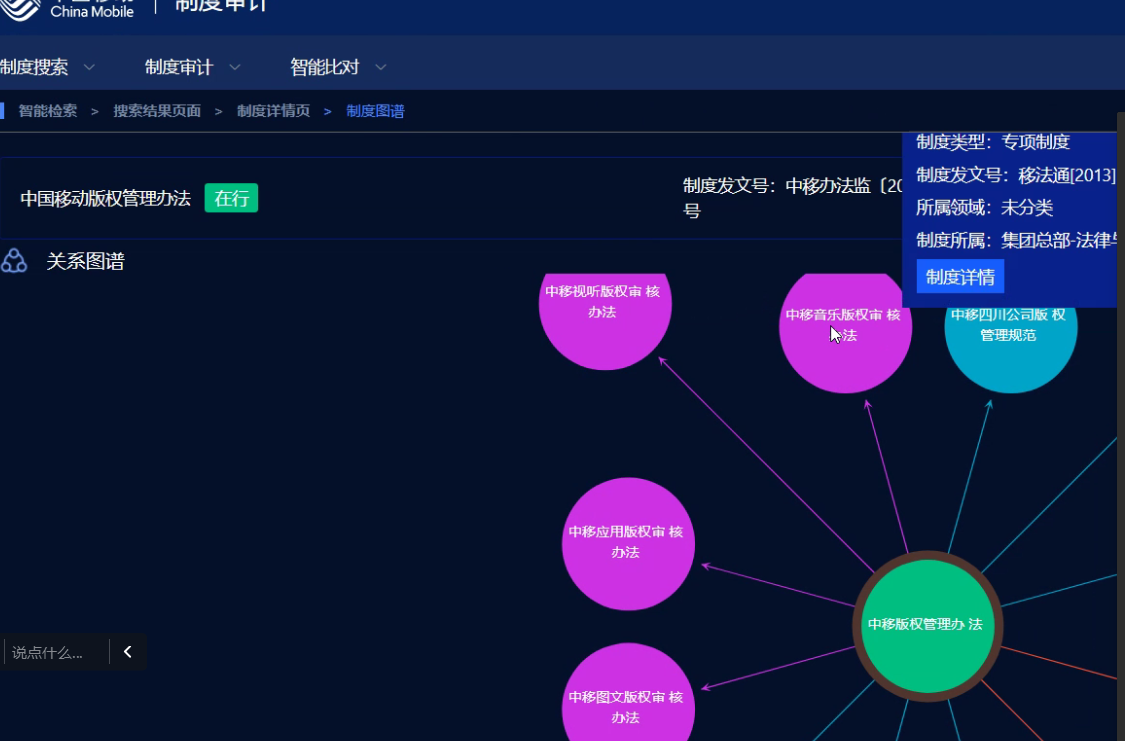 China Mobile
制度审计
制度搜索
制度审计
智能比对
智能检索 > 搜索结果页面 > 制度详情页 > 制度图谱
制度类型：专项制度
制度发文号：移法通[2013]
所属领域：未分类
制度所属：集团总部-法律
制度详情
中国移动版权管理办法
在行
制度发文号：中移办法监〔20
号
关系图谱
中移视听版权审 核
办法
中移音乐版权审 核
法
中移四川公司版 权
管理规范
中移应用版权审 核
办法
中移版权管理办 法
说点什么...
中移图文版权审 核
办法